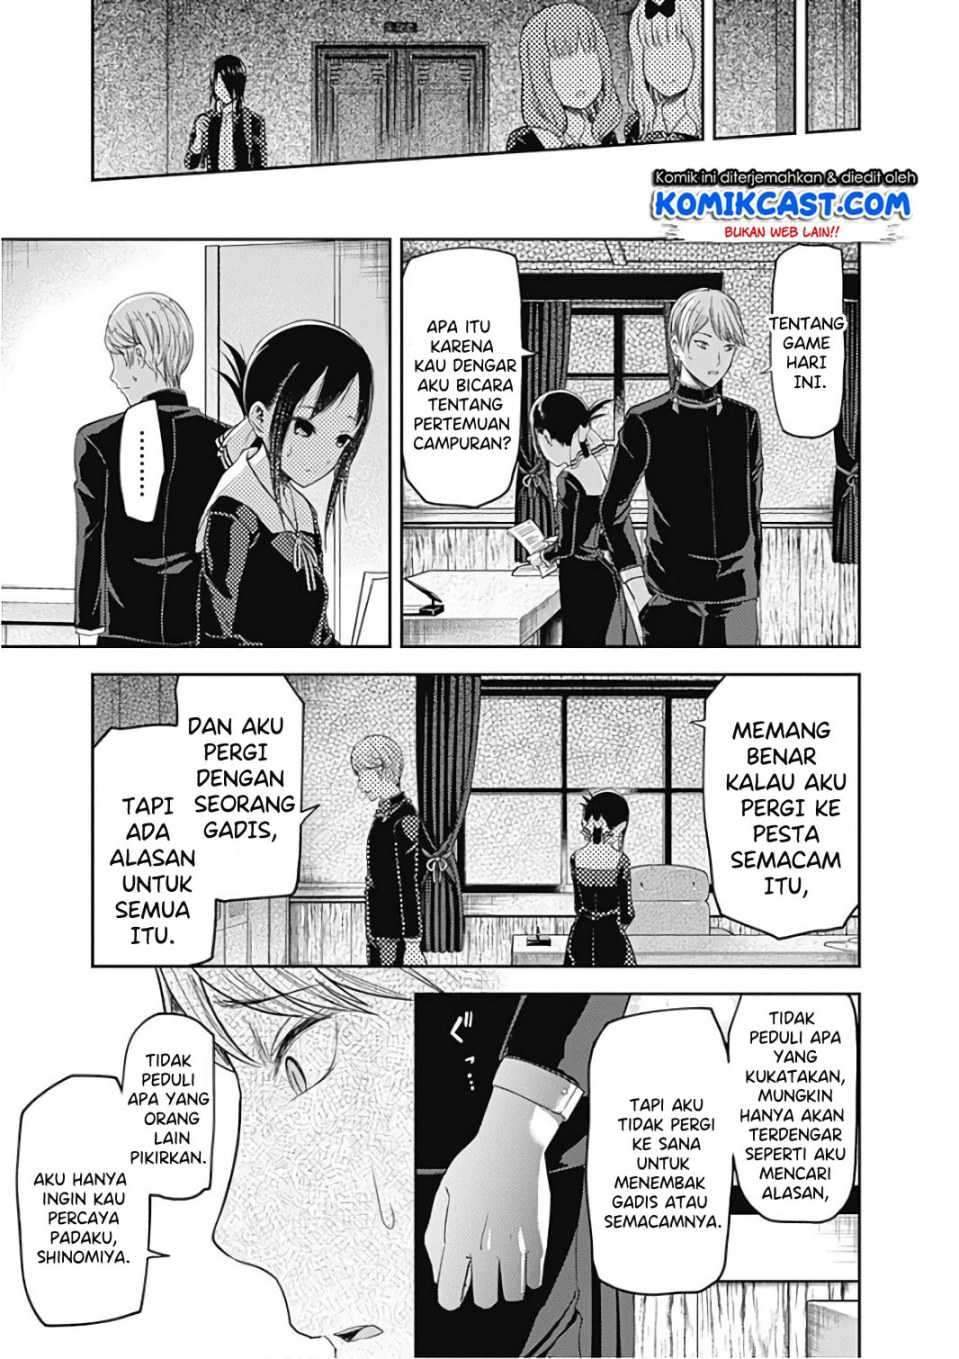 Komik ini diterjemahkan & diedit oleh
KOMIKCAST.COM
BUKAN WEB LAIN!!
TENTANG
GAME
HARI
INI.
APA ITU
KARENA
KAU DENGAR
AKU BICARA
TENTANG
PERTEMUAN
CAMPURAN?
........
MEMANG
BENAR
KALAU AKU
PERGI KE
PESTA
SEMACAM
ITU,
DAN AKU
PERGI
DENGAN
SEORANG
GADIS,
TAPI
ADA
ALASAN
UNTUK
SEMUA
ITU.
TIDAK
PEDULI APA
YANG
KUKATAKAN,
MUNGKIN
HANYA AKAN
TERDENGAR
SEPERTI AKU
MENCARI
ALASAN,
TAPI AKU
TIDAK PERGI
KE SANA
UNTUK
MENEMBAK
GADIS ATAU
SEMACAMNYA.
TIDAK
PEDULI
APA YANG
ORANG
LAIN
PIKIRKAN.
AKU HANYA
INGIN KAU
PERCAYA
PADAKU,
SHINOMIYA.